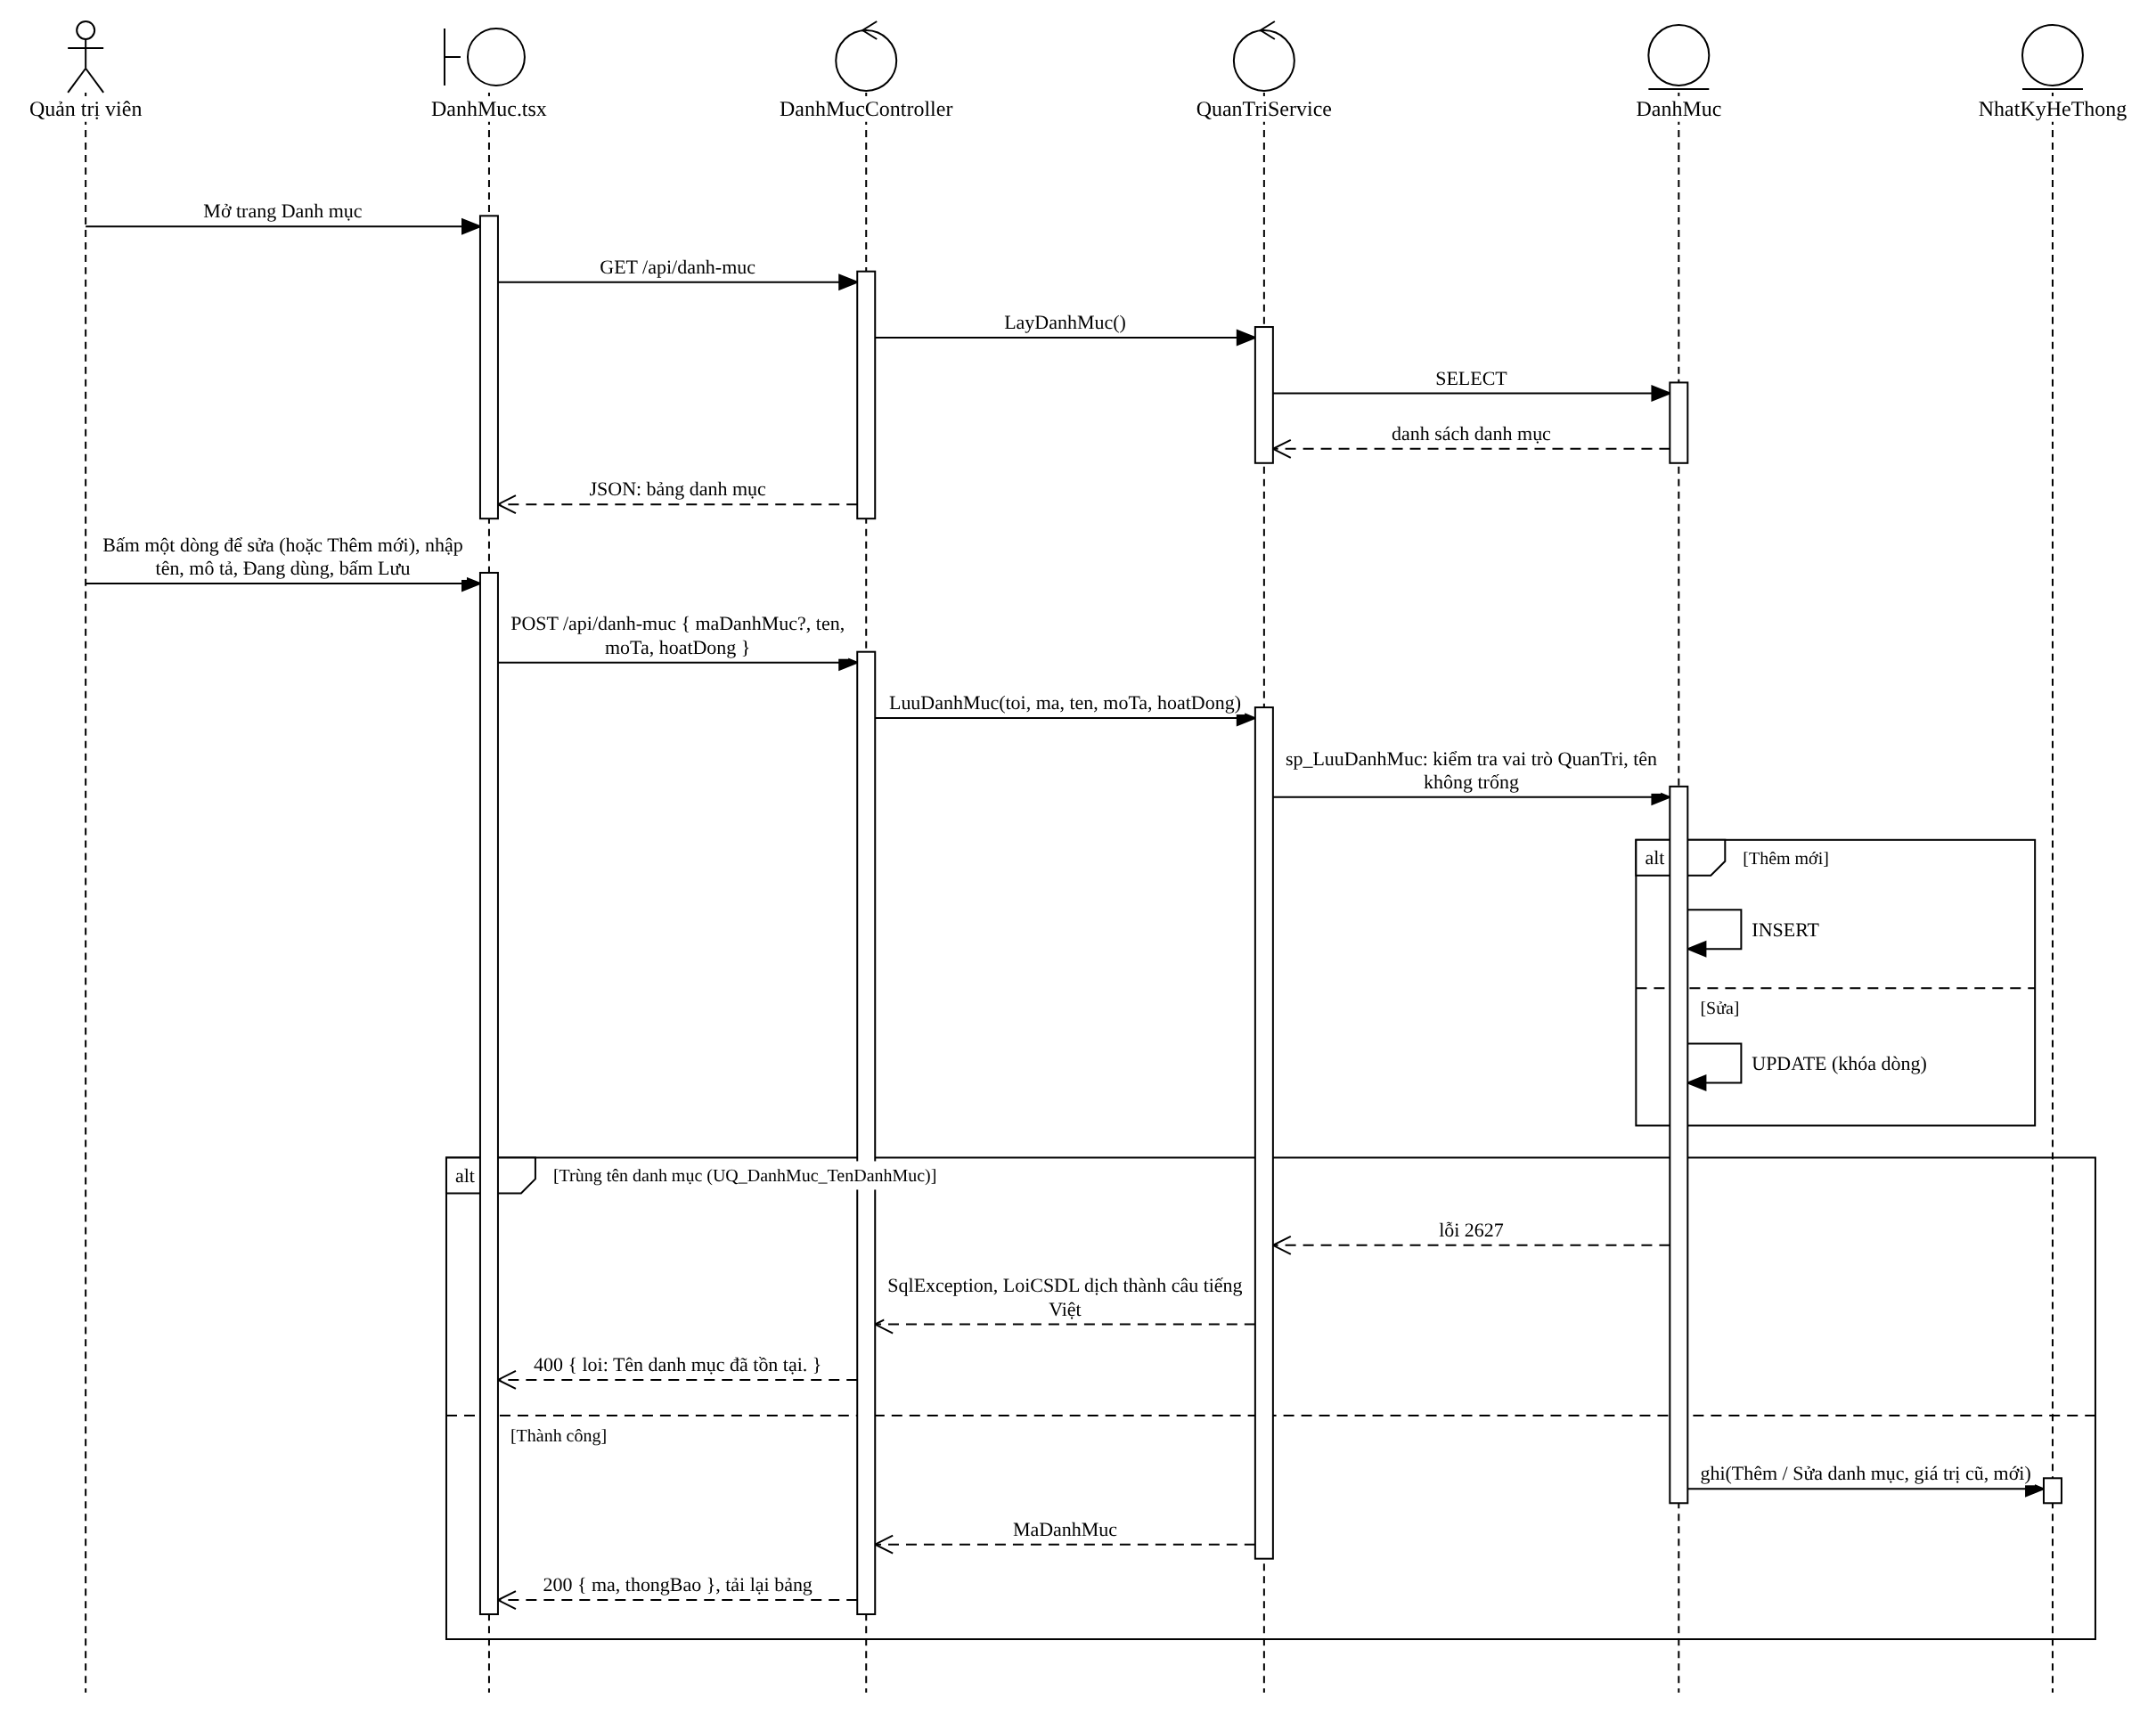 Quản trị viên
DanhMuc.tsx
DanhMucController
QuanTriService
DanhMuc
NhatKyHeThong
Mở trang Danh mục
GET /api/danh-muc
LayDanhMuc()
SELECT
danh sách danh mục
JSON: bảng danh mục
Bấm một dòng để sửa (hoặc Thêm mới), nhập
tên, mô tả, Đang dùng, bấm Lưu
POST /api/danh-muc { maDanhMuc?, ten,
moTa, hoatDong }
LuuDanhMuc(toi, ma, ten, moTa, hoatDong)
sp_LuuDanhMuc: kiểm tra vai trò QuanTri, tên
không trống
alt
[Thêm mới]
INSERT
[Sửa]
UPDATE (khóa dòng)
alt
[Trùng tên danh mục (UQ_DanhMuc_TenDanhMuc)]
lỗi 2627
SqlException, LoiCSDL dịch thành câu tiếng
Việt
400 { loi: Tên danh mục đã tồn tại. }
[Thành công]
ghi(Thêm / Sửa danh mục, giá trị cũ, mới)
MaDanhMuc
200 { ma, thongBao }, tải lại bảng